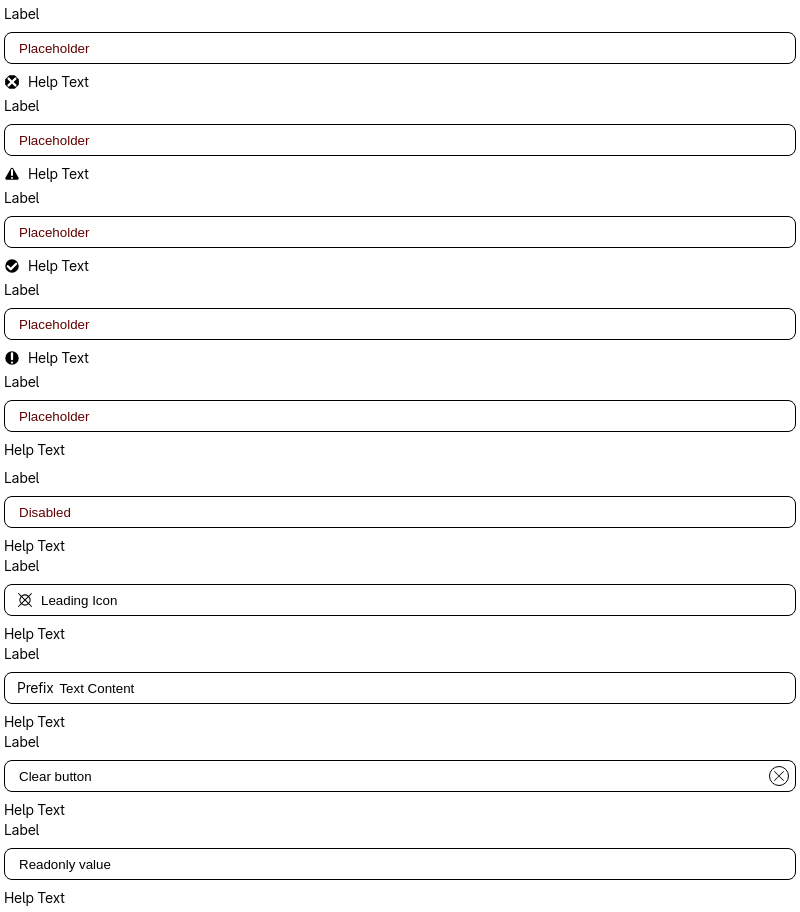 Label
Placeholder
Help Text
Label
Placeholder
Help Text
Label
Placeholder
Help Text
Label
Placeholder
Help Text
Label
Placeholder
Help Text
Label
Disabled
Help Text
Label
Leading Icon
Help Text
Label
Prefix Text Content
Help Text
Label
Clear button
Help Text
Label
Readonly value
Help Text